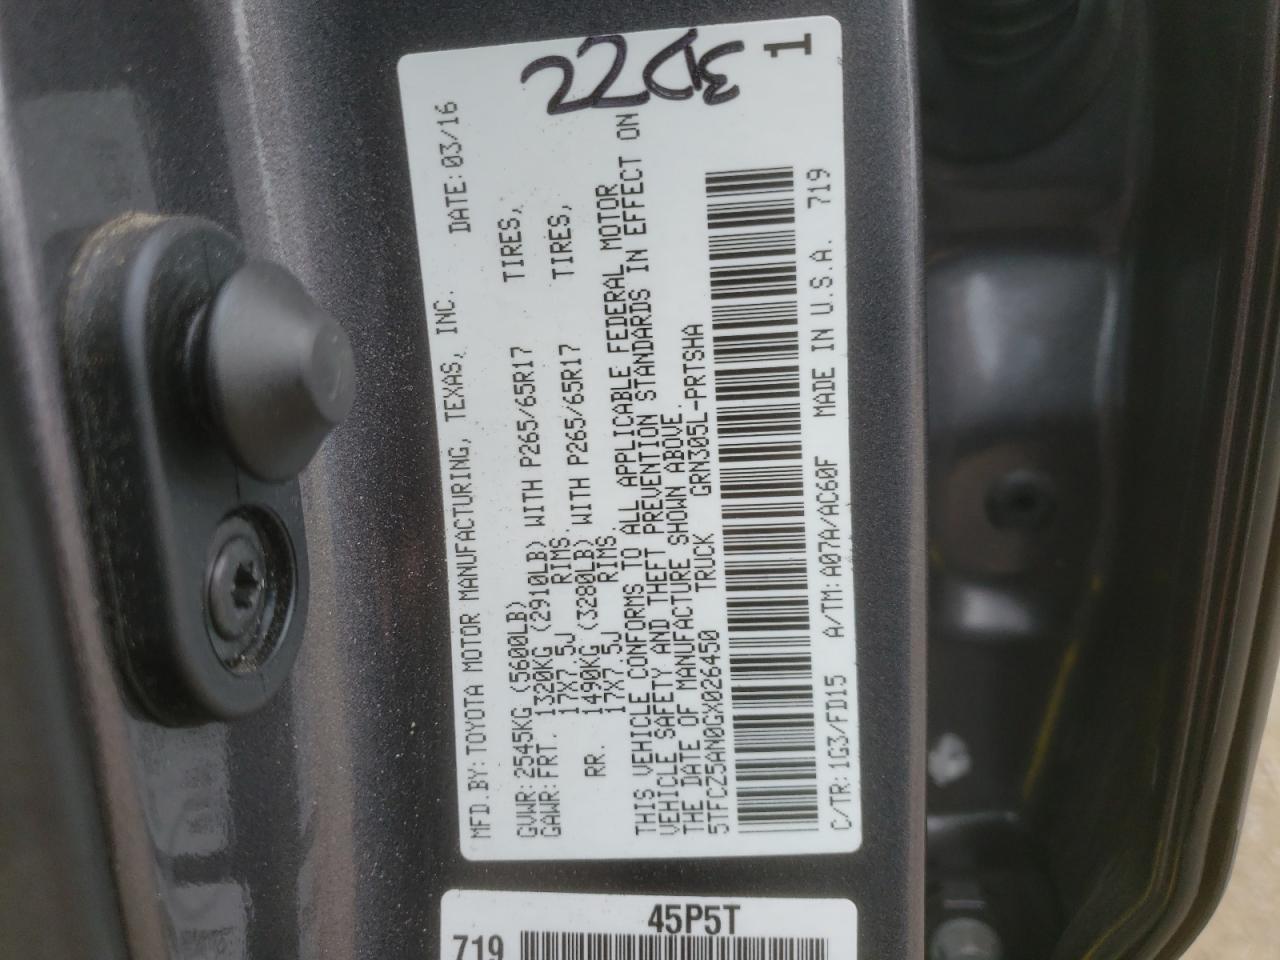 22DE 1
MFD.BY:TOYOTA MOTOR MANUFACTURING, TEXAS, INC. DATE:03/16
GVWR:2545KG (5600LB)
GAWR:FRT. 1320KG (2910LB) WITH P265/65R17 TIRES,
17X7.5J RIMS,
RR. 1490KG (3280LB) WITH P265/65R17 TIRES,
17X7.5J RIMS.
THIS VEHICLE CONFORMS TO ALL APPLICABLE FEDERAL MOTOR
VEHICLE SAFETY AND THEFT PREVENTION STANDARDS IN EFFECT ON
THE DATE OF MANUFACTURE SHOWN ABOVE.
5TFCZ5AN0GX026450 TRUCK GRN305L-PRTSHA
C/TR:1G3/FD15 A/TM:A07A/AC60F MADE IN U.S.A. 719
45P5T
719